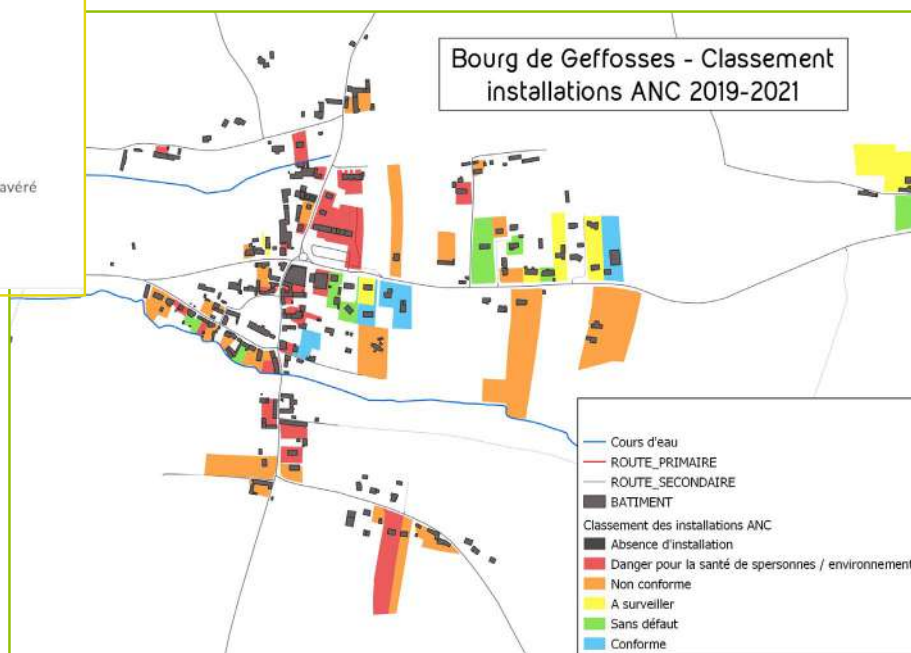 avéré
Bourg de Geffosses - Classement
installations ANC 2019-2021
Cours d'eau
ROUTE_PRIMAIRE
ROUTE_SECONDAIRE
BATIMENT
Classement des installations ANC
Absence d'installation
Danger pour la santé de spersonnes / environnement
Non conforme
A surveiller
Sans défaut
Conforme